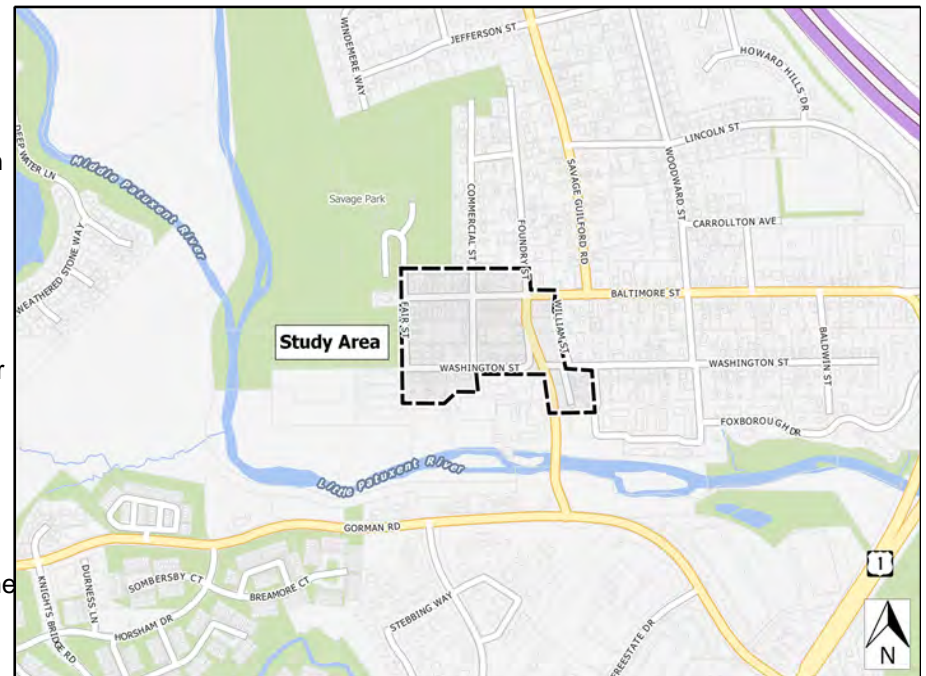 WINDEMERE WAY
JEFFERSON ST
HOWARD HILLS DR
LINCOLN ST
DEEP WATER LN
Middle Patuxent River
Savage Park
COMMERCIAL ST
FOUNDRY ST
SAVAGE GUILFORD RD
WOODWARD ST
CARROLLTON AVE
WEATHERED STONE WAY
BALTIMORE ST
FAIR ST
WILLIAM ST
Study Area
WASHINGTON ST
WASHINGTON ST
BALDWIN ST
FOXBOROUGH DR
Little Patuxent River
GORMAN RD
1
KNIGHTS BRIDGE RD
DURNESS LN
SOMBERSBY CT
BREAMORE CT
HORSHAM DR
STEBBING WAY
FREESTATE DR
N